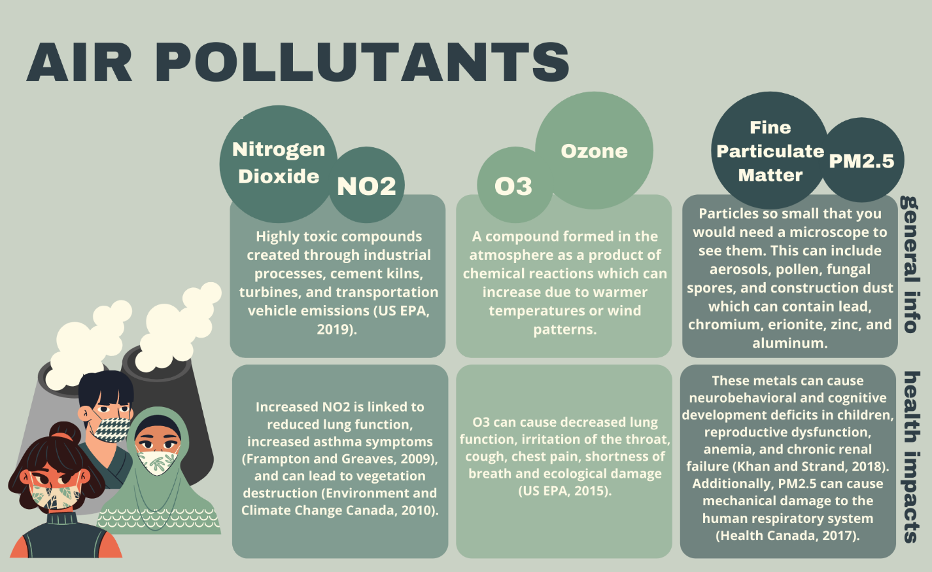 AIR POLLUTANTS
Nitrogen
Dioxide
NO2
O3
Ozone
Fine
Particulate
Matter
PM2.5
Highly toxic compounds
created through industrial
processes, cement kilns,
turbines, and transportation
vehicle emissions (US EPA,
2019).
A compound formed in the
atmosphere as a product of
chemical reactions which can
increase due to warmer
temperatures or wind
patterns.
Particles so small that you
would need a microscope to
see them. This can include
aerosols, pollen, fungal
spores, and construction dust
which can contain lead,
chromium, erionite, zinc, and
aluminum.
general info
Increased NO2 is linked to
reduced lung function,
increased asthma symptoms
(Frampton and Greaves, 2009),
and can lead to vegetation
destruction (Environment and
Climate Change Canada, 2010).
O3 can cause decreased lung
function, irritation of the throat,
cough, chest pain, shortness of
breath and ecological damage
(US EPA, 2015).
These metals can cause
neurobehavioral and cognitive
development deficits in children,
reproductive dysfunction,
anemia, and chronic renal
failure (Khan and Strand, 2018).
Additionally, PM2.5 can cause
mechanical damage to the
human respiratory system
(Health Canada, 2017).
health impacts